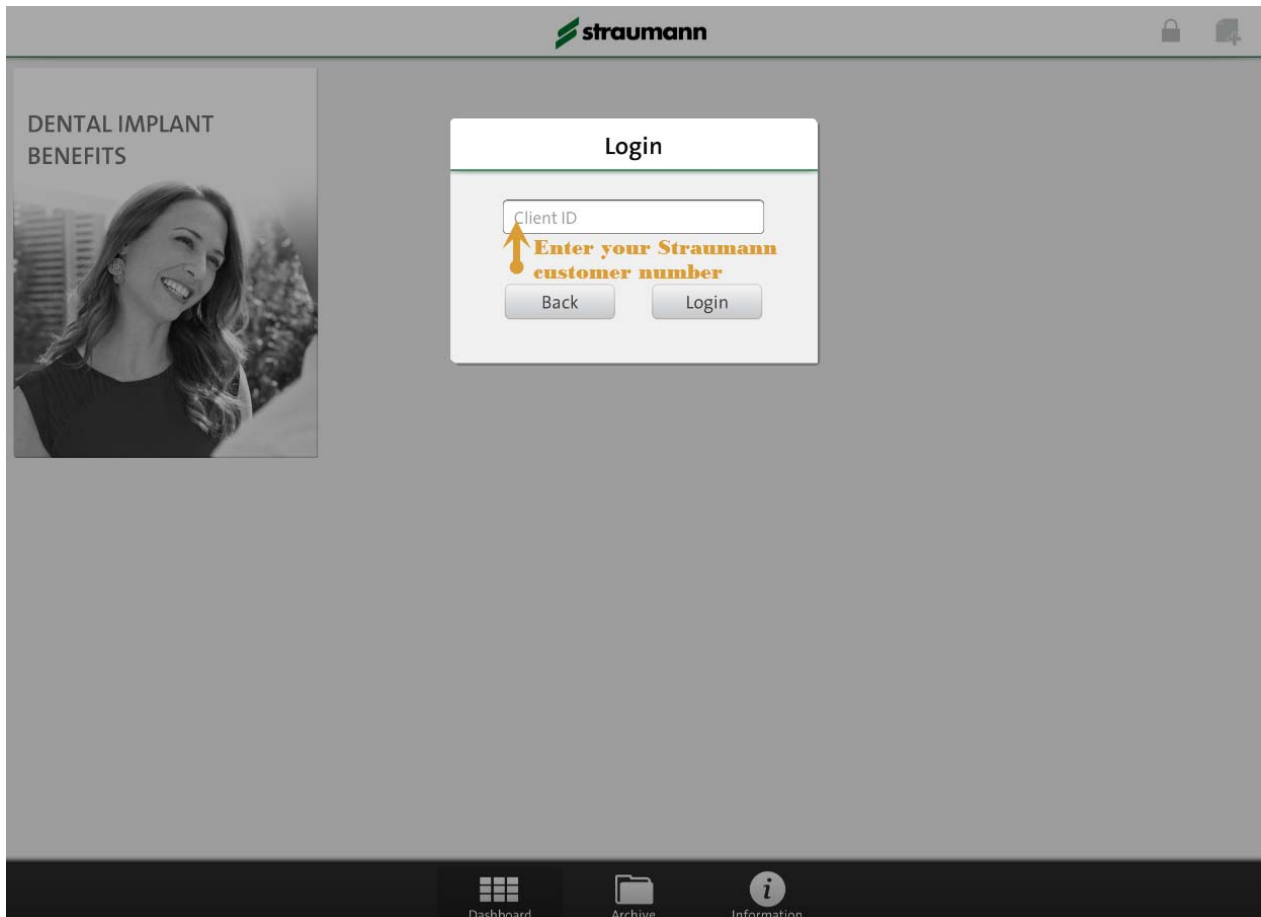 straumann
DENTAL IMPLANT
BENEFITS
Login
Client ID
Enter your Straumann
customer number
Back
Login
Dashboard
Archive
Information